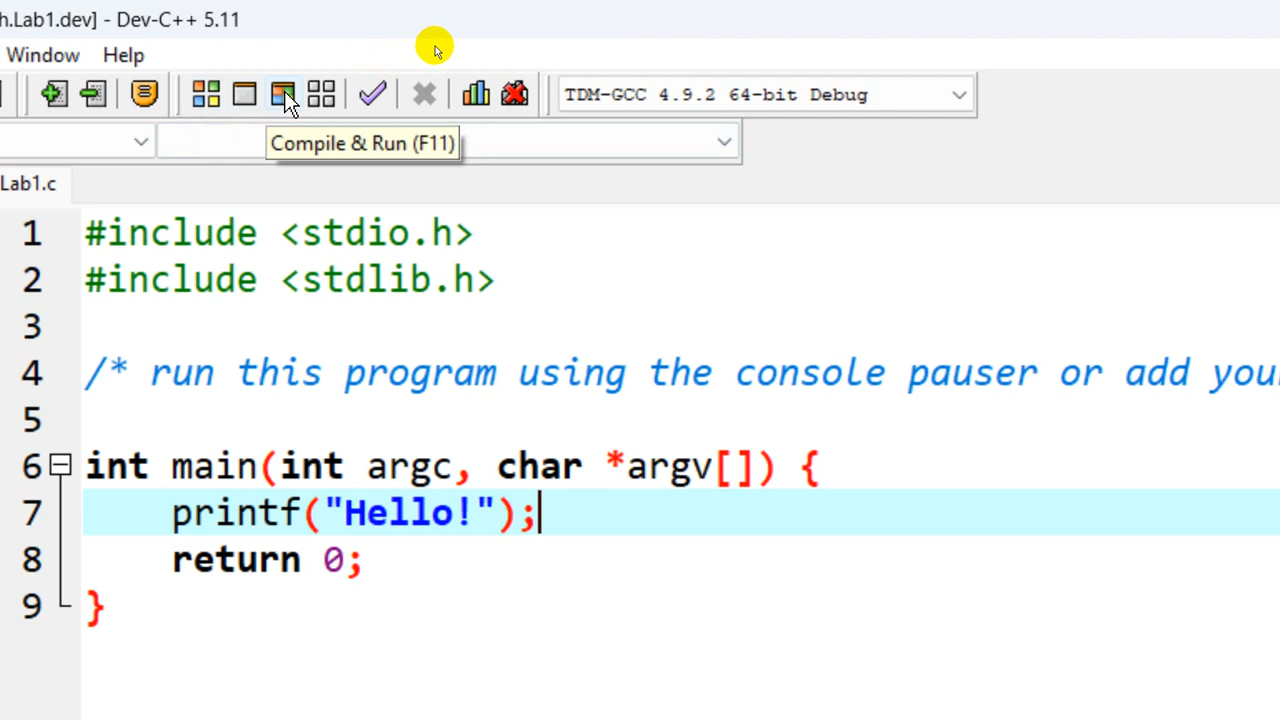 h.Lab1.dev] - Dev-C++ 5.11
Window Help
TDM-GCC 4.9.2 64-bit Debug
Compile & Run (F11)
Lab1.c
1 #include <stdio.h>
2 #include <stdlib.h>
3
4 /* run this program using the console pauser or add your
5
6 int main(int argc, char *argv[]) {
7 printf("Hello!");
8 return 0;
9 }